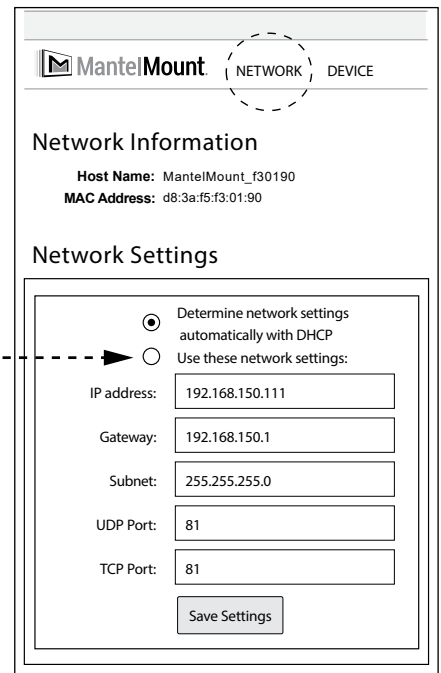 MantelMount. NETWORK DEVICE
Network Information
Host Name: MantelMount_f30190
MAC Address: d8:3a:f5:f3:01:90
Network Settings
Determine network settings
automatically with DHCP
Use these network settings:
IP address: 192.168.150.111
Gateway: 192.168.150.1
Subnet: 255.255.255.0
UDP Port: 81
TCP Port: 81
Save Settings